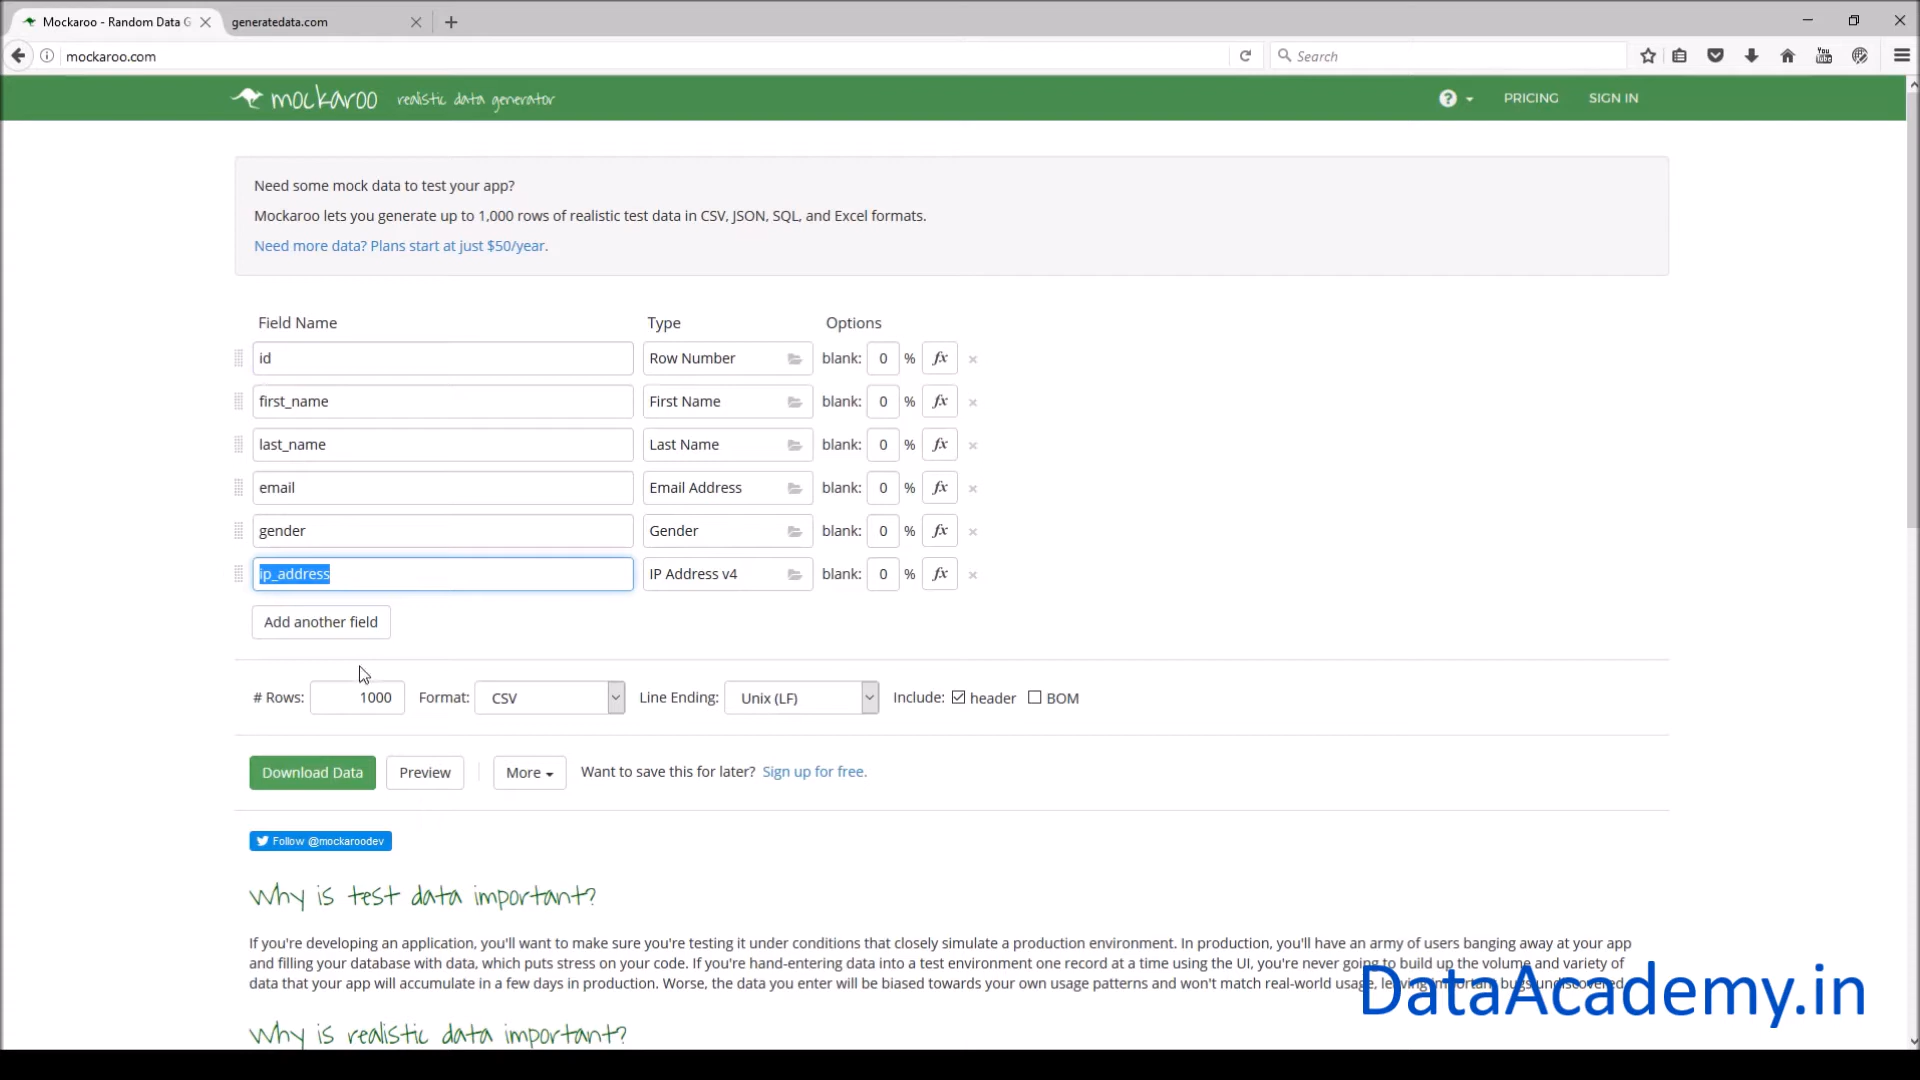 Mockaroo - Random Data G
generatedata.com
mockaroo.com
Search
mockaroo realistic data generator
PRICING
SIGN IN
Need some mock data to test your app?
Mockaroo lets you generate up to 1,000 rows of realistic test data in CSV, JSON, SQL, and Excel formats.
Need more data? Plans start at just $50/year.
Field Name Type Options
id Row Number blank: 0 % fx ×
first_name First Name blank: 0 % fx ×
last_name Last Name blank: 0 % fx ×
email Email Address blank: 0 % fx ×
gender Gender blank: 0 % fx ×
ip_address IP Address v4 blank: 0 % fx ×
Add another field
# Rows: 1000 Format: CSV Line Ending: Unix (LF) Include: header BOM
Download Data Preview More Want to save this for later? Sign up for free.
Follow @mockaroodev
Why is test data important?
If you're developing an application, you'll want to make sure you're testing it under conditions that closely simulate a production environment. In production, you'll have an army of users banging away at your app
and filling your database with data, which puts stress on your code. If you're hand-entering data into a test environment one record at a time using the UI, you're never going to build up the volume and variety of
data that your app will accumulate in a few days in production. Worse, the data you enter will be biased towards your own usage patterns and won't match real-world usage, leaving important bugs undiscovered.
DataAcademy.in
Why is realistic data important?